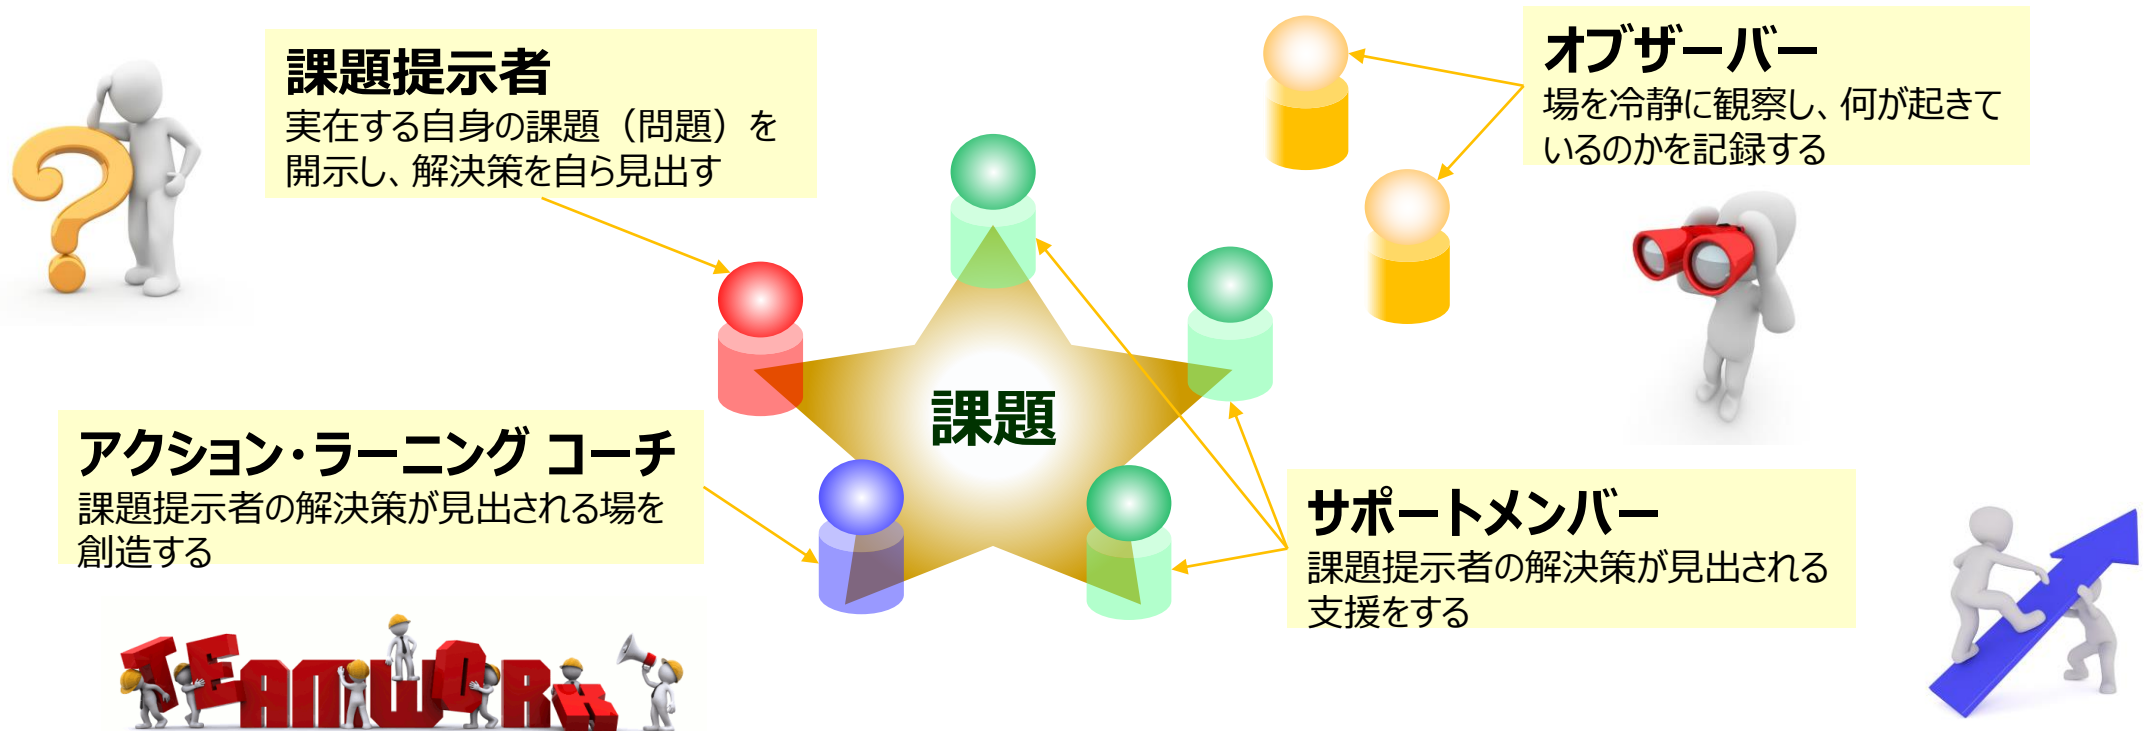 課題提示者
実在する自身の課題（問題）を
開示し、解決策を自ら見出す
オブザーバー
場を冷静に観察し、何が起きて
いるのかを記録する
課題
アクション・ラーニング コーチ
課題提示者の解決策が見出される場を
創造する
サポートメンバー
課題提示者の解決策が見出される
支援をする
TEAMWORK